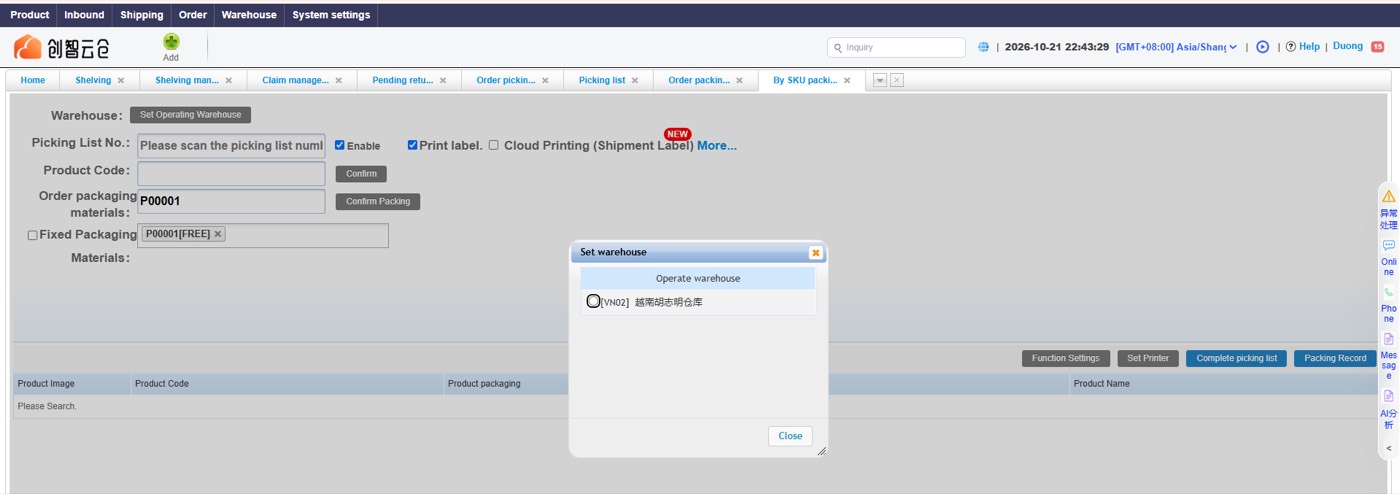 Product Inbound Shipping Order Warehouse System settings
创智云仓
Add
Inquiry
2026-10-21 22:43:29 [GMT+08:00] Asia/Shang
Help
Duong 15
Home Shelving Shelving man... Claim manage... Pending retu... Order pickin... Picking list Order packin... By SKU packi...
Warehouse: Set Operating Warehouse
NEW
Picking List No.: Please scan the picking list numl Enable Print label. Cloud Printing (Shipment Label) More...
Product Code: Confirm
Order packaging materials: P00001 Confirm Packing
Fixed Packaging Materials: P00001[FREE]
Set warehouse
Operate warehouse
[VN02] 越南胡志明仓库
Close
Function Settings Set Printer Complete picking list Packing Record
Product Image Product Code Product packaging Product Name
Please Search.
异常
处理
Onli
ne
Pho
ne
Mes
sag
e
AI分
析
<